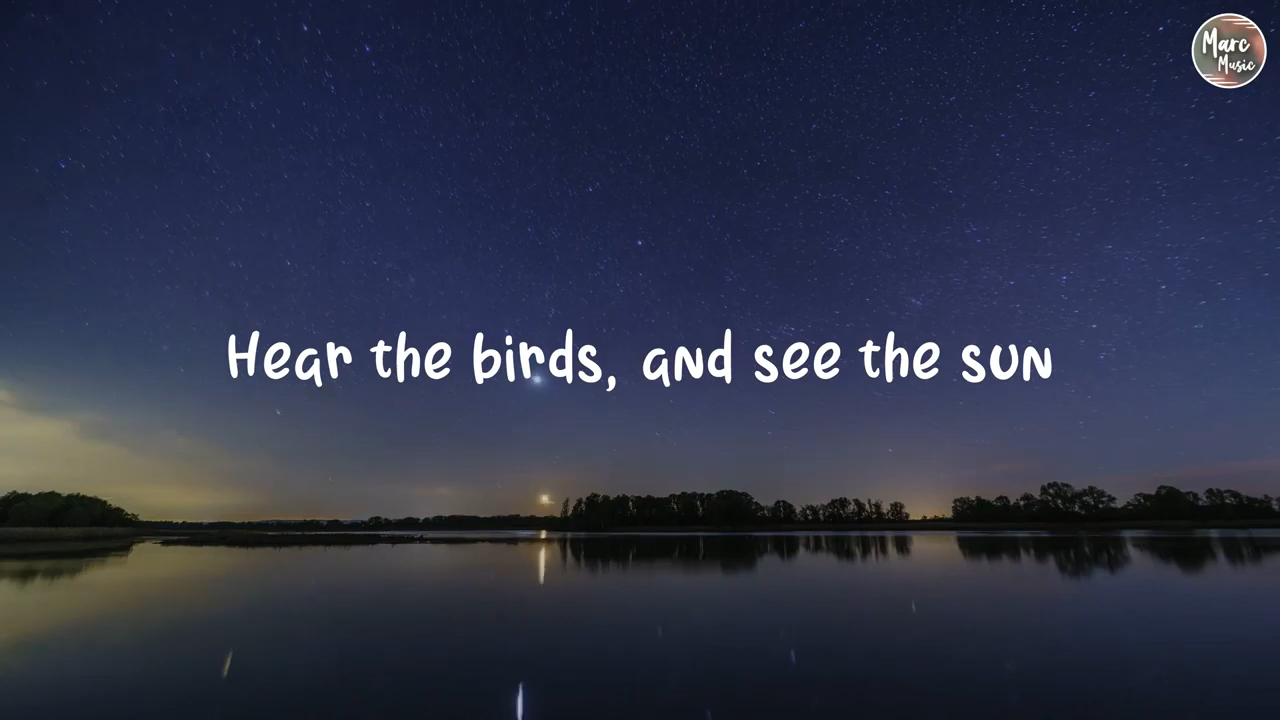 Marc
Music
Hear the birds, and see the sun